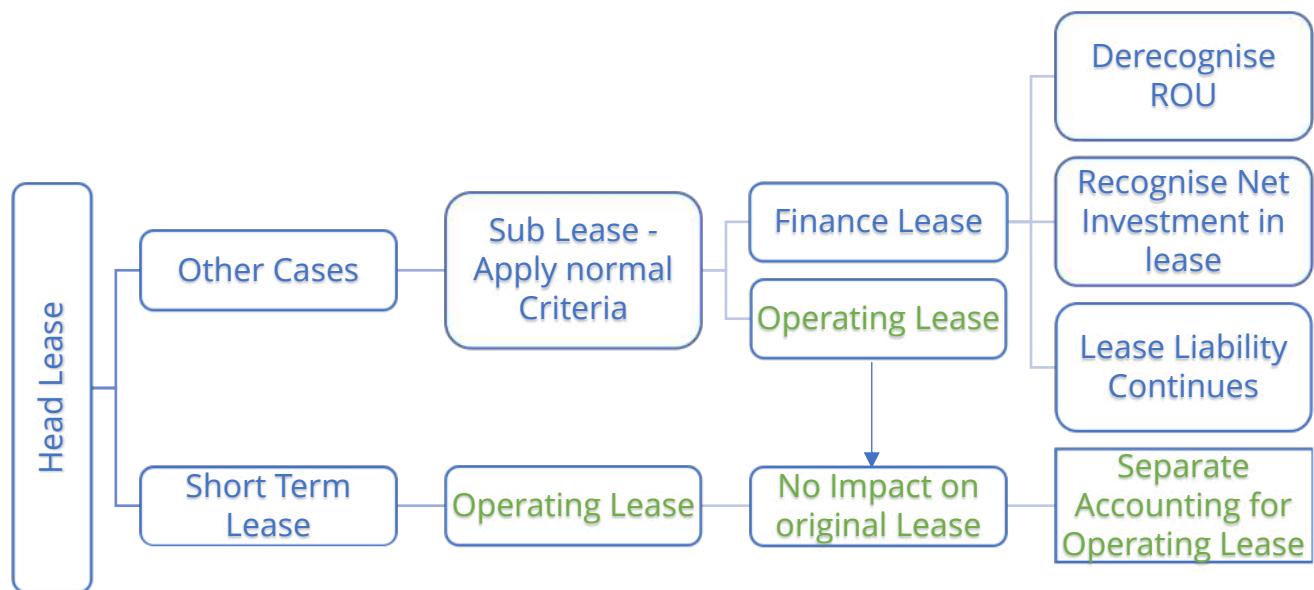 Head Lease
Other Cases
Sub Lease -
Apply normal
Criteria
Finance Lease
Operating Lease
Derecognise
ROU
Recognise Net
Investment in
lease
Lease Liability
Continues
Short Term
Lease
Operating Lease
No Impact on
original Lease
Separate
Accounting for
Operating Lease